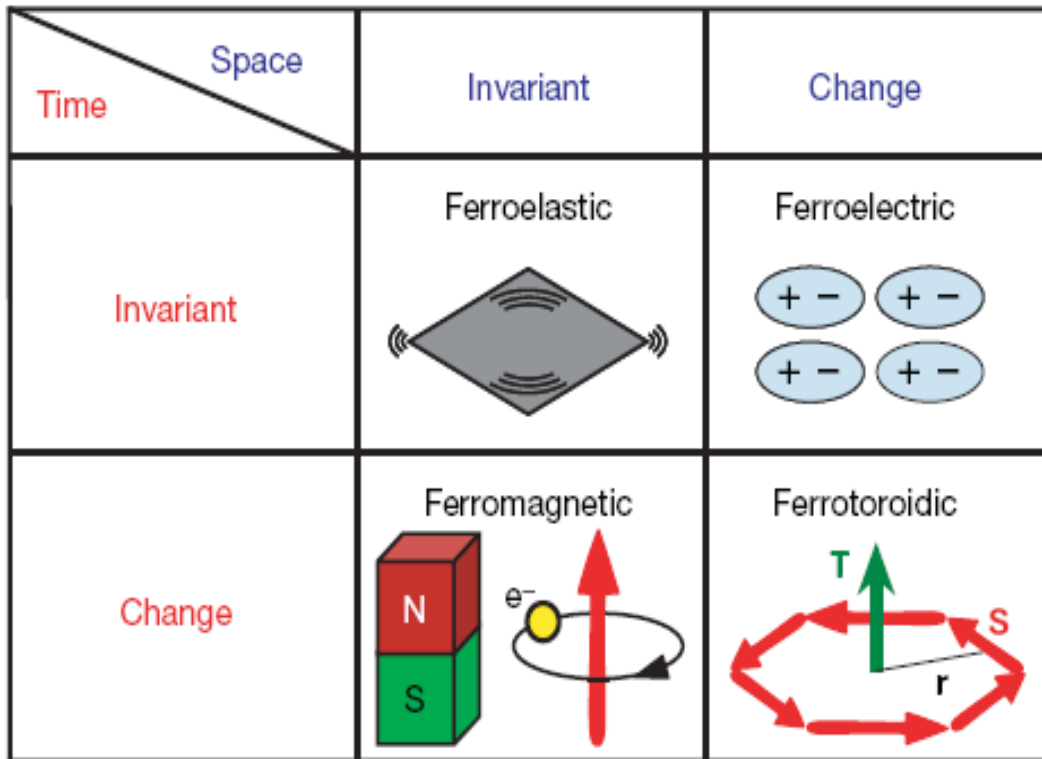 Space
Time
Invariant
Change
Invariant
Ferroelastic
Ferroelectric
+ − + −
+ − + −
Change
Ferromagnetic
N
S
e−
Ferrotoroidic
T
S
r